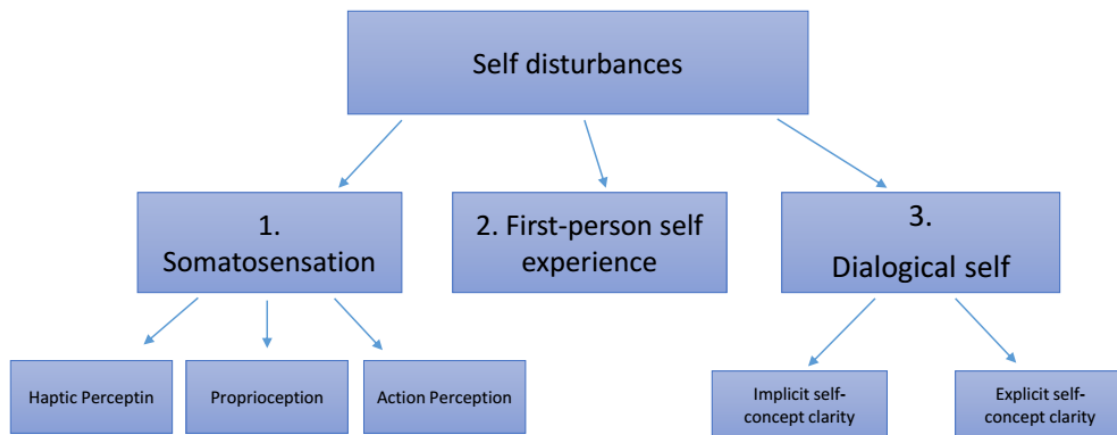 Self disturbances
1.
Somatosensation
2. First-person self
experience
3.
Dialogical self
Haptic Perceptin
Proprioception
Action Perception
Implicit self-
concept clarity
Explicit self-
concept clarity